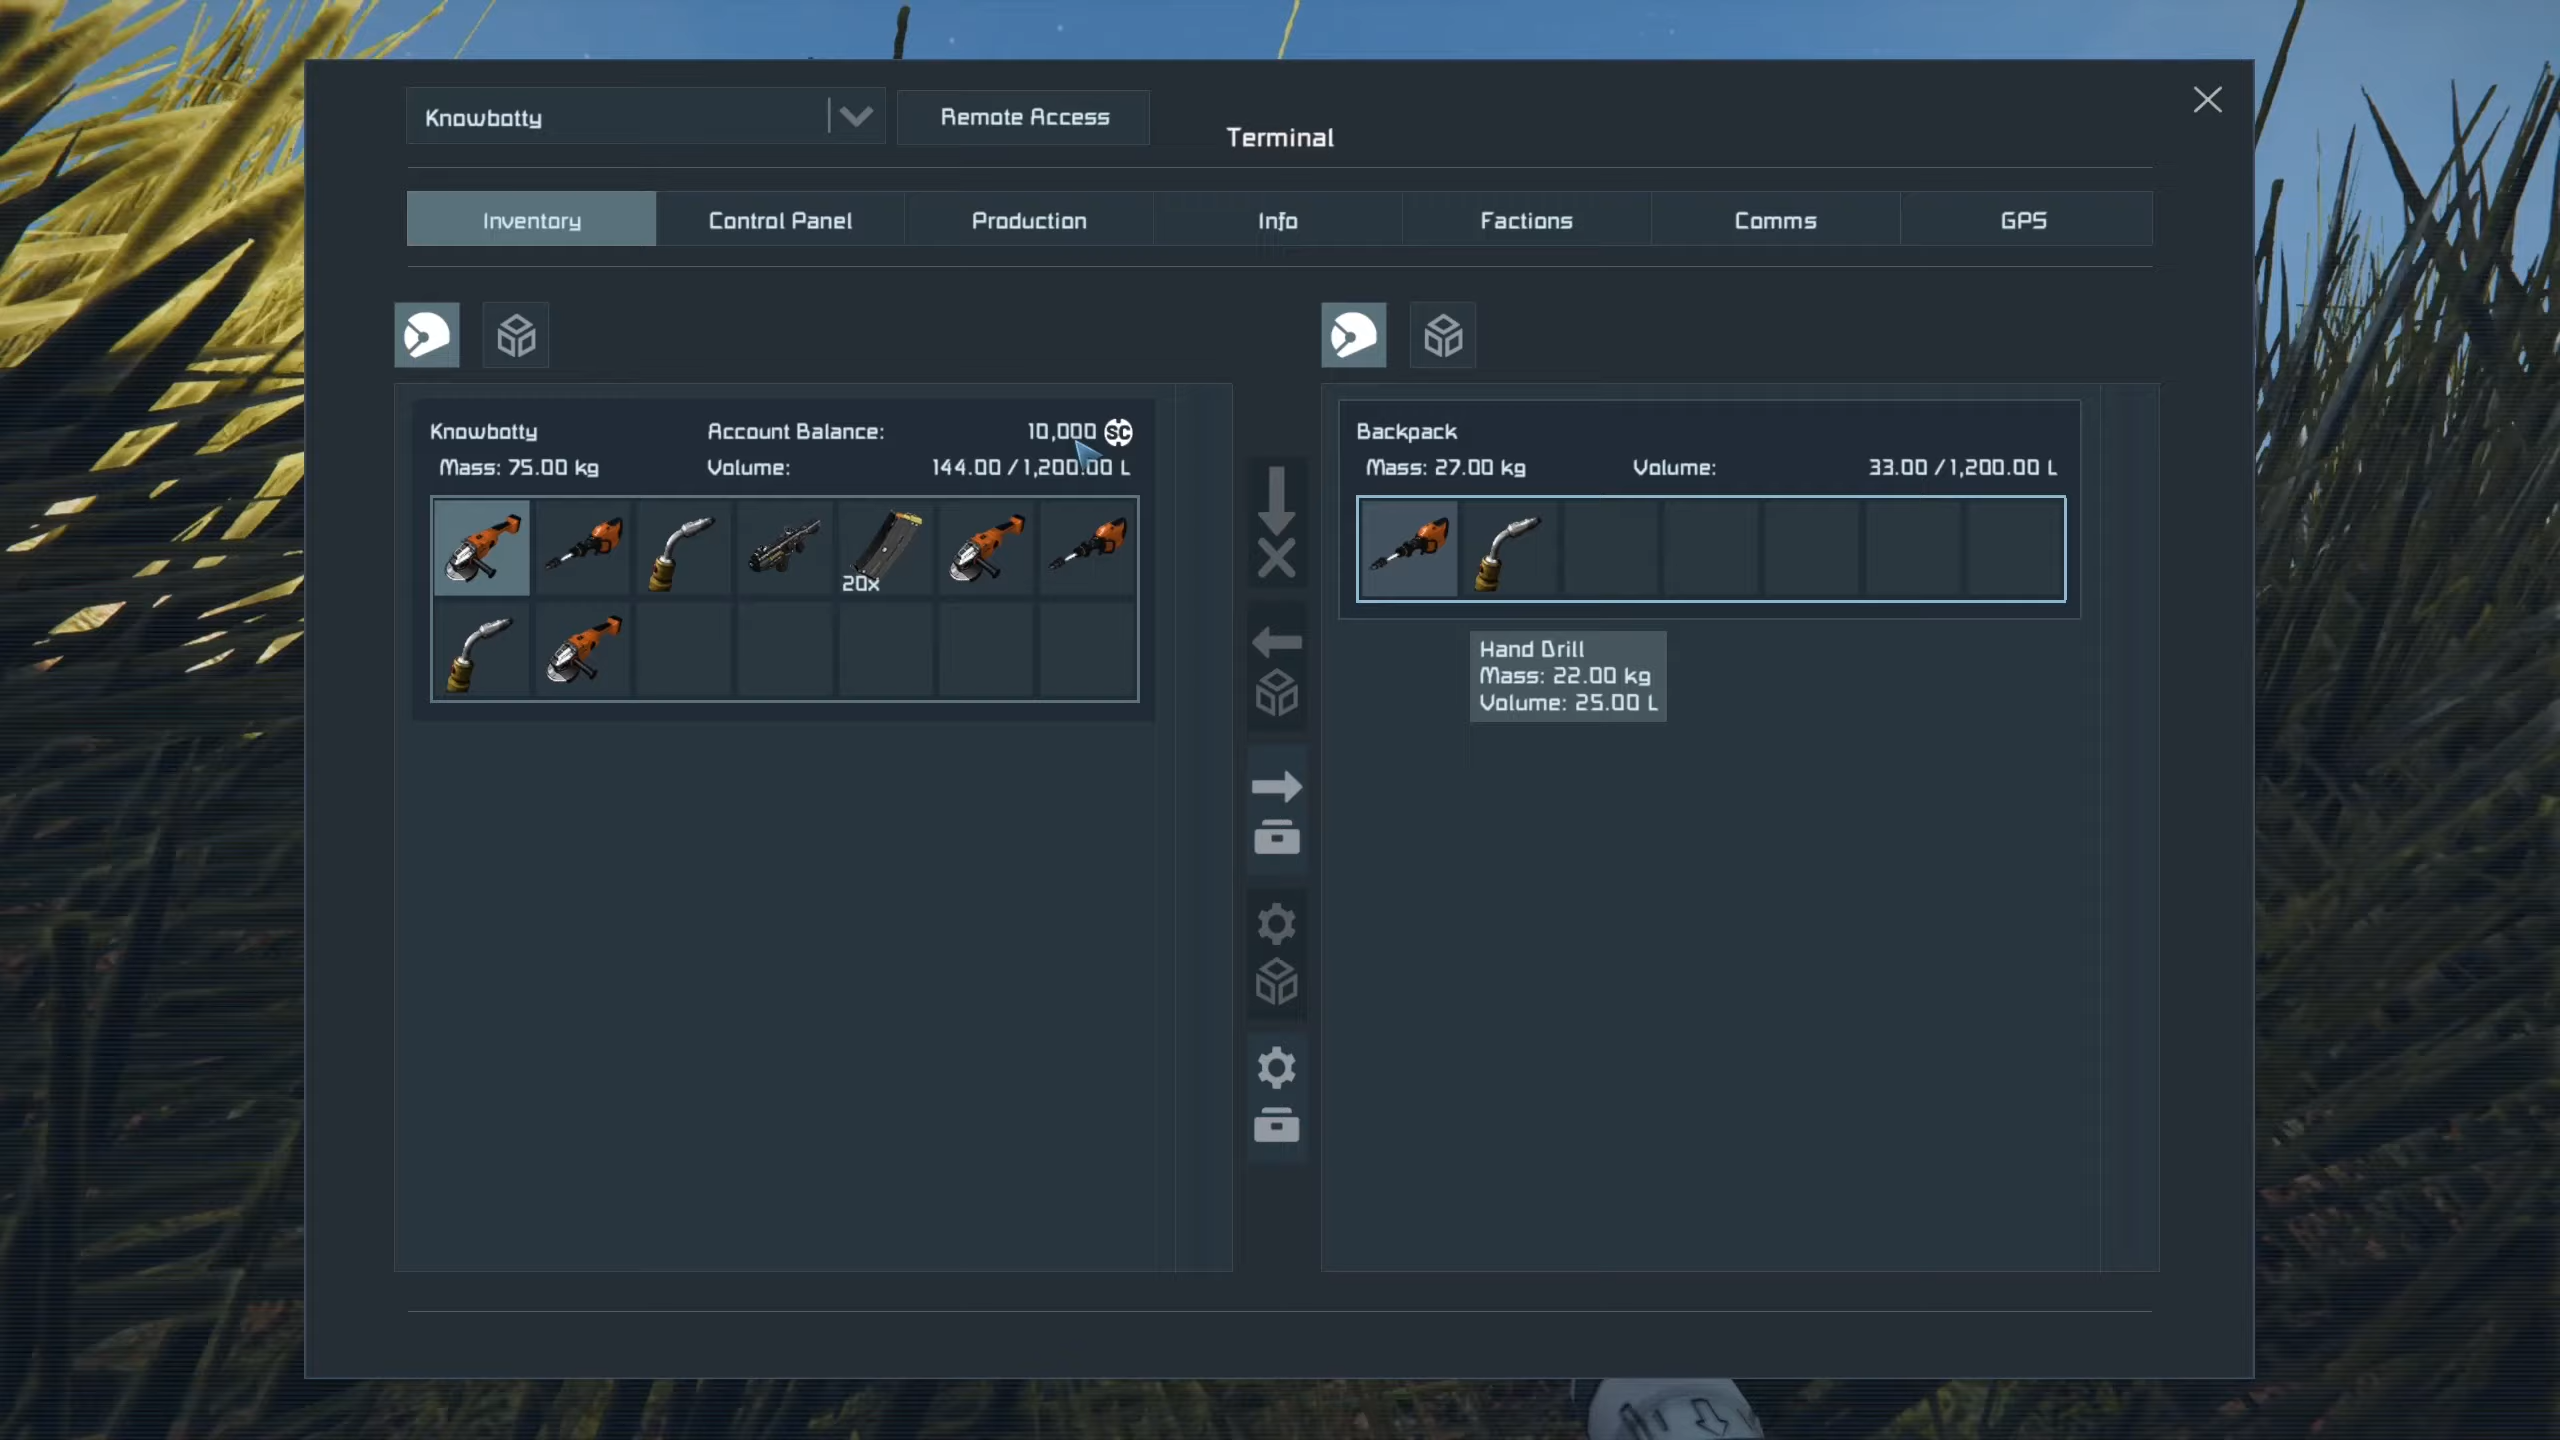 Knowbotty
Remote Access
Terminal
Inventory
Control Panel
Production
Info
Factions
Comms
GPS
Knowbotty
Account Balance:
10,000 SC
Mass: 75.00 kg
Volume:
144.00 / 1,200.00 L
20x
Backpack
Mass: 27.00 kg
Volume:
33.00 / 1,200.00 L
Hand Drill
Mass: 22.00 kg
Volume: 25.00 L